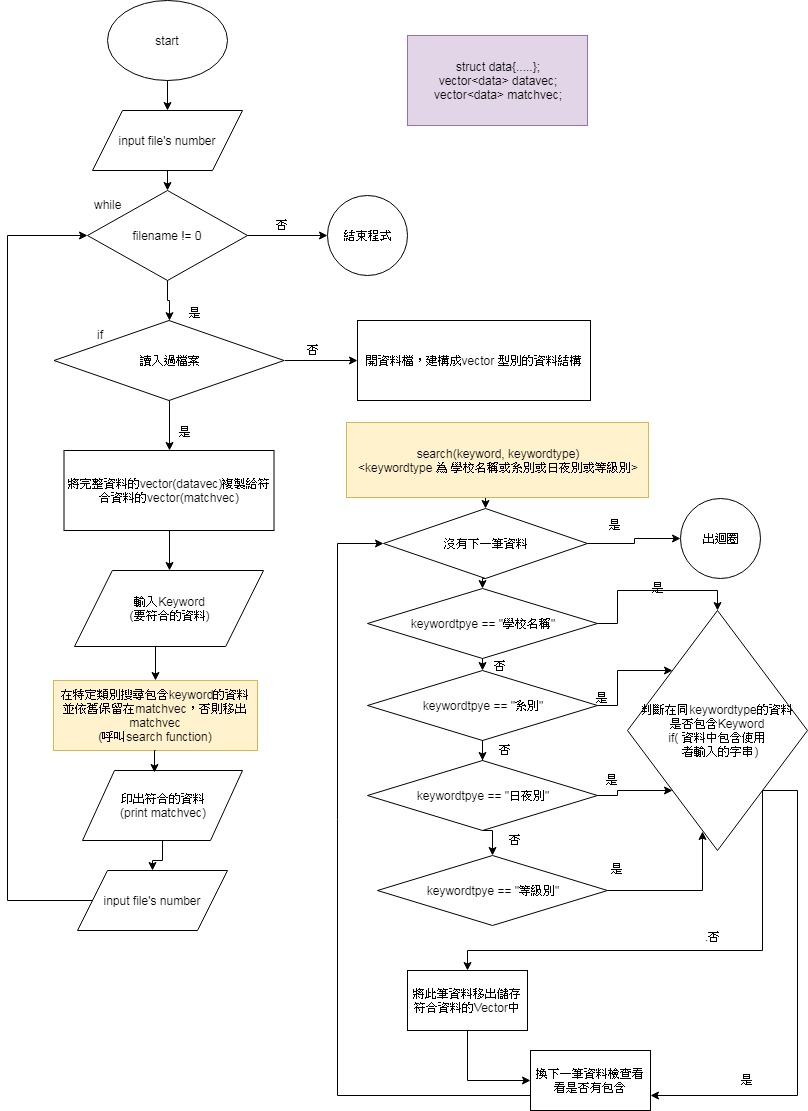 start
struct data{.....};
vector<data> datavec;
vector<data> matchvec;
input file's number
while
filename != 0
否
結束程式
是
if
讀入過檔案
否
開資料檔，建構成vector 型別的資料結構
是
將完整資料的vector(datavec)複製給符
合資料的vector(matchvec)
輸入Keyword
(要符合的資料)
在特定類別搜尋包含keyword的資料
並依舊保留在matchvec，否則移出
matchvec
(呼叫search function)
印出符合的資料
(print matchvec)
input file's number
search(keyword, keywordtype)
<keywordtype 為 學校名稱或系別或日夜別或等級別>
沒有下一筆資料
是
出迴圈
keywordtpye == "學校名稱"
是
否
keywordtpye == "系別"
是
否
keywordtpye == "日夜別"
是
否
keywordtpye == "等級別"
是
判斷在同keywordtype的資料
是否包含Keyword
if( 資料中包含使用
者輸入的字串)
.否
將此筆資料移出儲存
符合資料的Vector中
換下一筆資料檢查看
看是否有包含
是